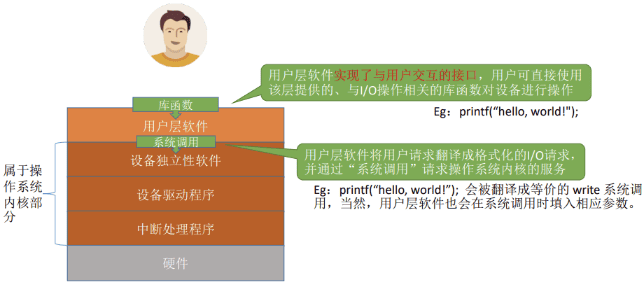 用户层软件实现了与用户交互的接口，用户可直接使用
该层提供的、与I/O操作相关的库函数对设备进行操作
Eg：printf(“hello, world!”);
库函数
用户层软件
系统调用
设备独立性软件
设备驱动程序
中断处理程序
硬件
属于操
作系统
内核部
分
用户层软件将用户请求翻译成格式化的I/O请求，
并通过“系统调用”请求操作系统内核的服务
Eg：printf(“hello, world!”); 会被翻译成等价的 write 系统调
用，当然，用户层软件也会在系统调用时填入相应参数。